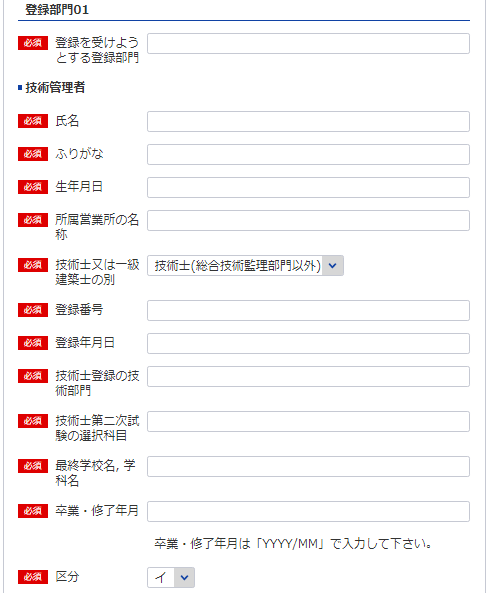 登録部門01
必須 登録を受けよう
とする登録部門
技術管理者
必須 氏名
必須 ふりがな
必須 生年月日
必須 所属営業所の名
称
必須 技術士又は一級
建築士の別
技術士(総合技術監理部門以外)
必須 登録番号
必須 登録年月日
必須 技術士登録の技
術部門
必須 技術士第二次試
験の選択科目
必須 最終学校名, 学
科名
必須 卒業・修了年月
卒業・修了年月は「YYYY/MM」で入力して下さい。
必須 区分 イ